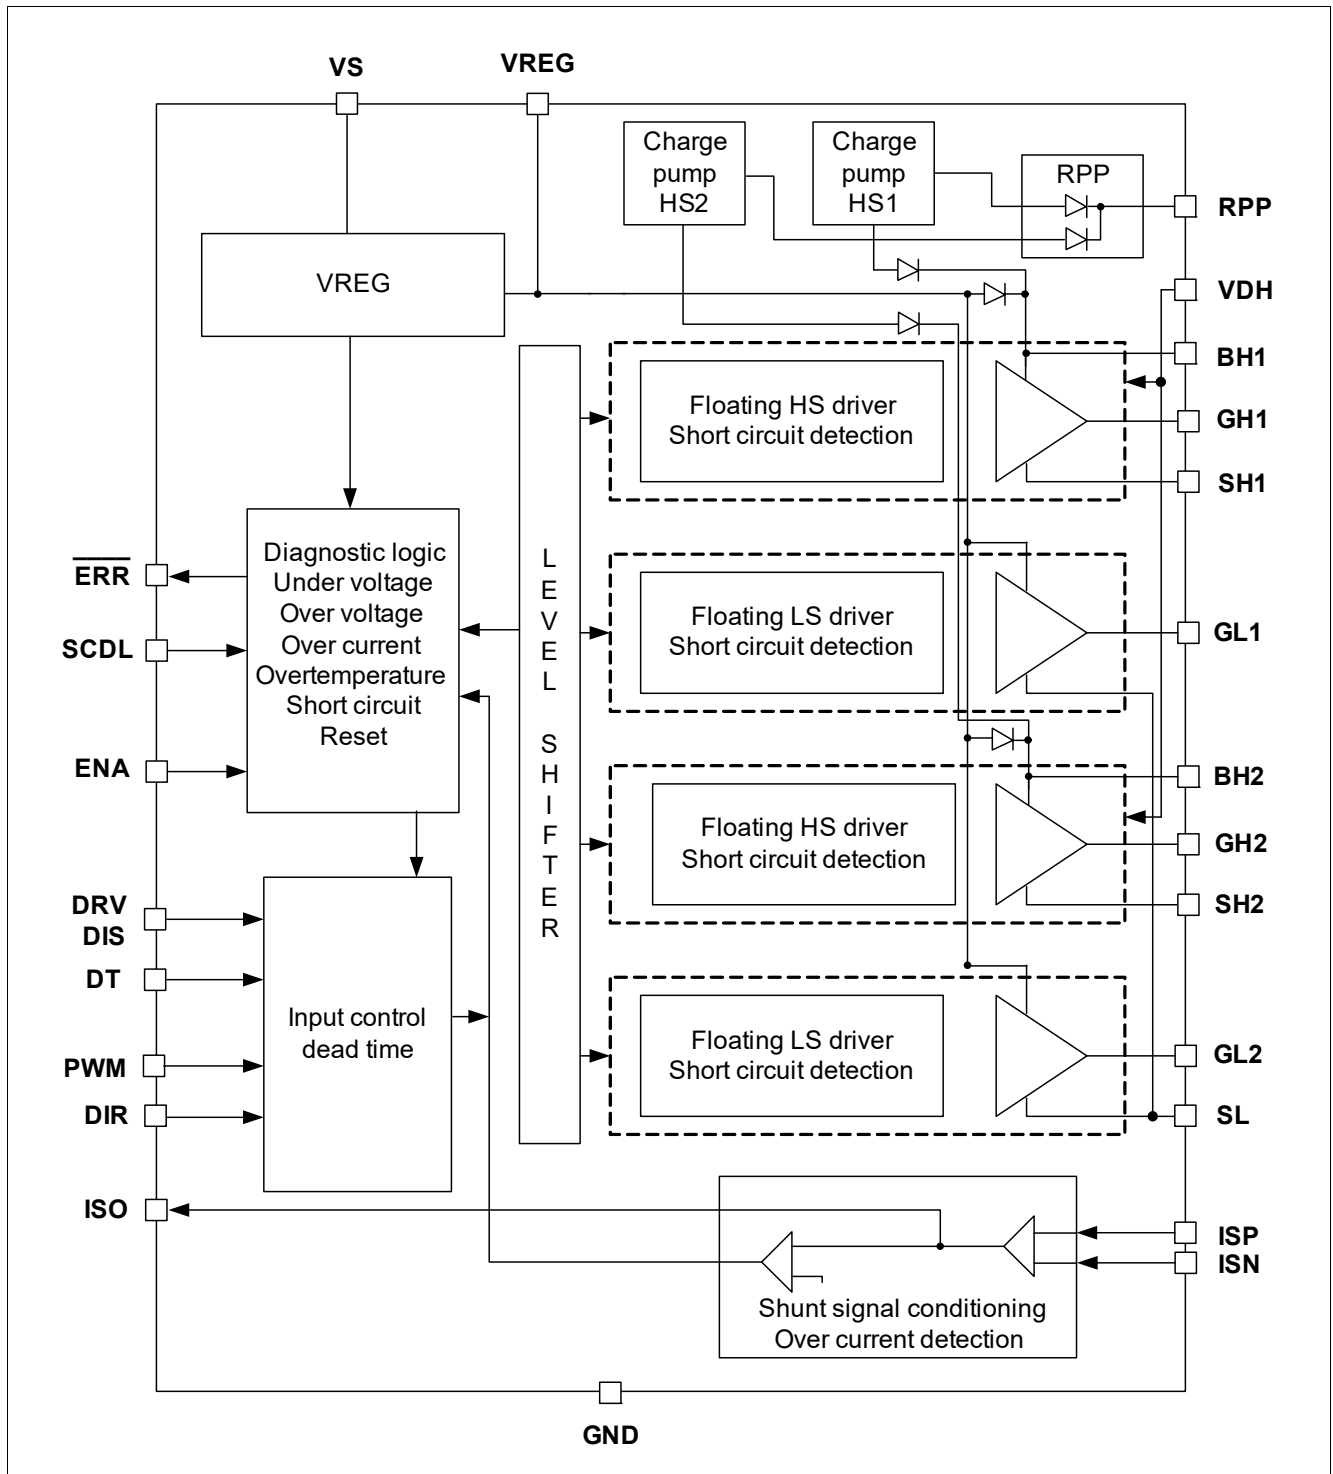 VS
VREG
Charge
pump
HS2
Charge
pump
HS1
RPP
RPP
VREG
VDH
BH1
Floating HS driver
Short circuit detection
GH1
SH1
LEVEL SHIFTER
Diagnostic logic
Under voltage
Over voltage
Over current
Overtemperature
Short circuit
Reset
ERR
SCDL
ENA
Floating LS driver
Short circuit detection
GL1
BH2
Floating HS driver
Short circuit detection
GH2
SH2
DRV
DIS
DT
PWM
DIR
Input control
dead time
Floating LS driver
Short circuit detection
GL2
SL
ISO
ISP
ISN
Shunt signal conditioning
Over current detection
GND